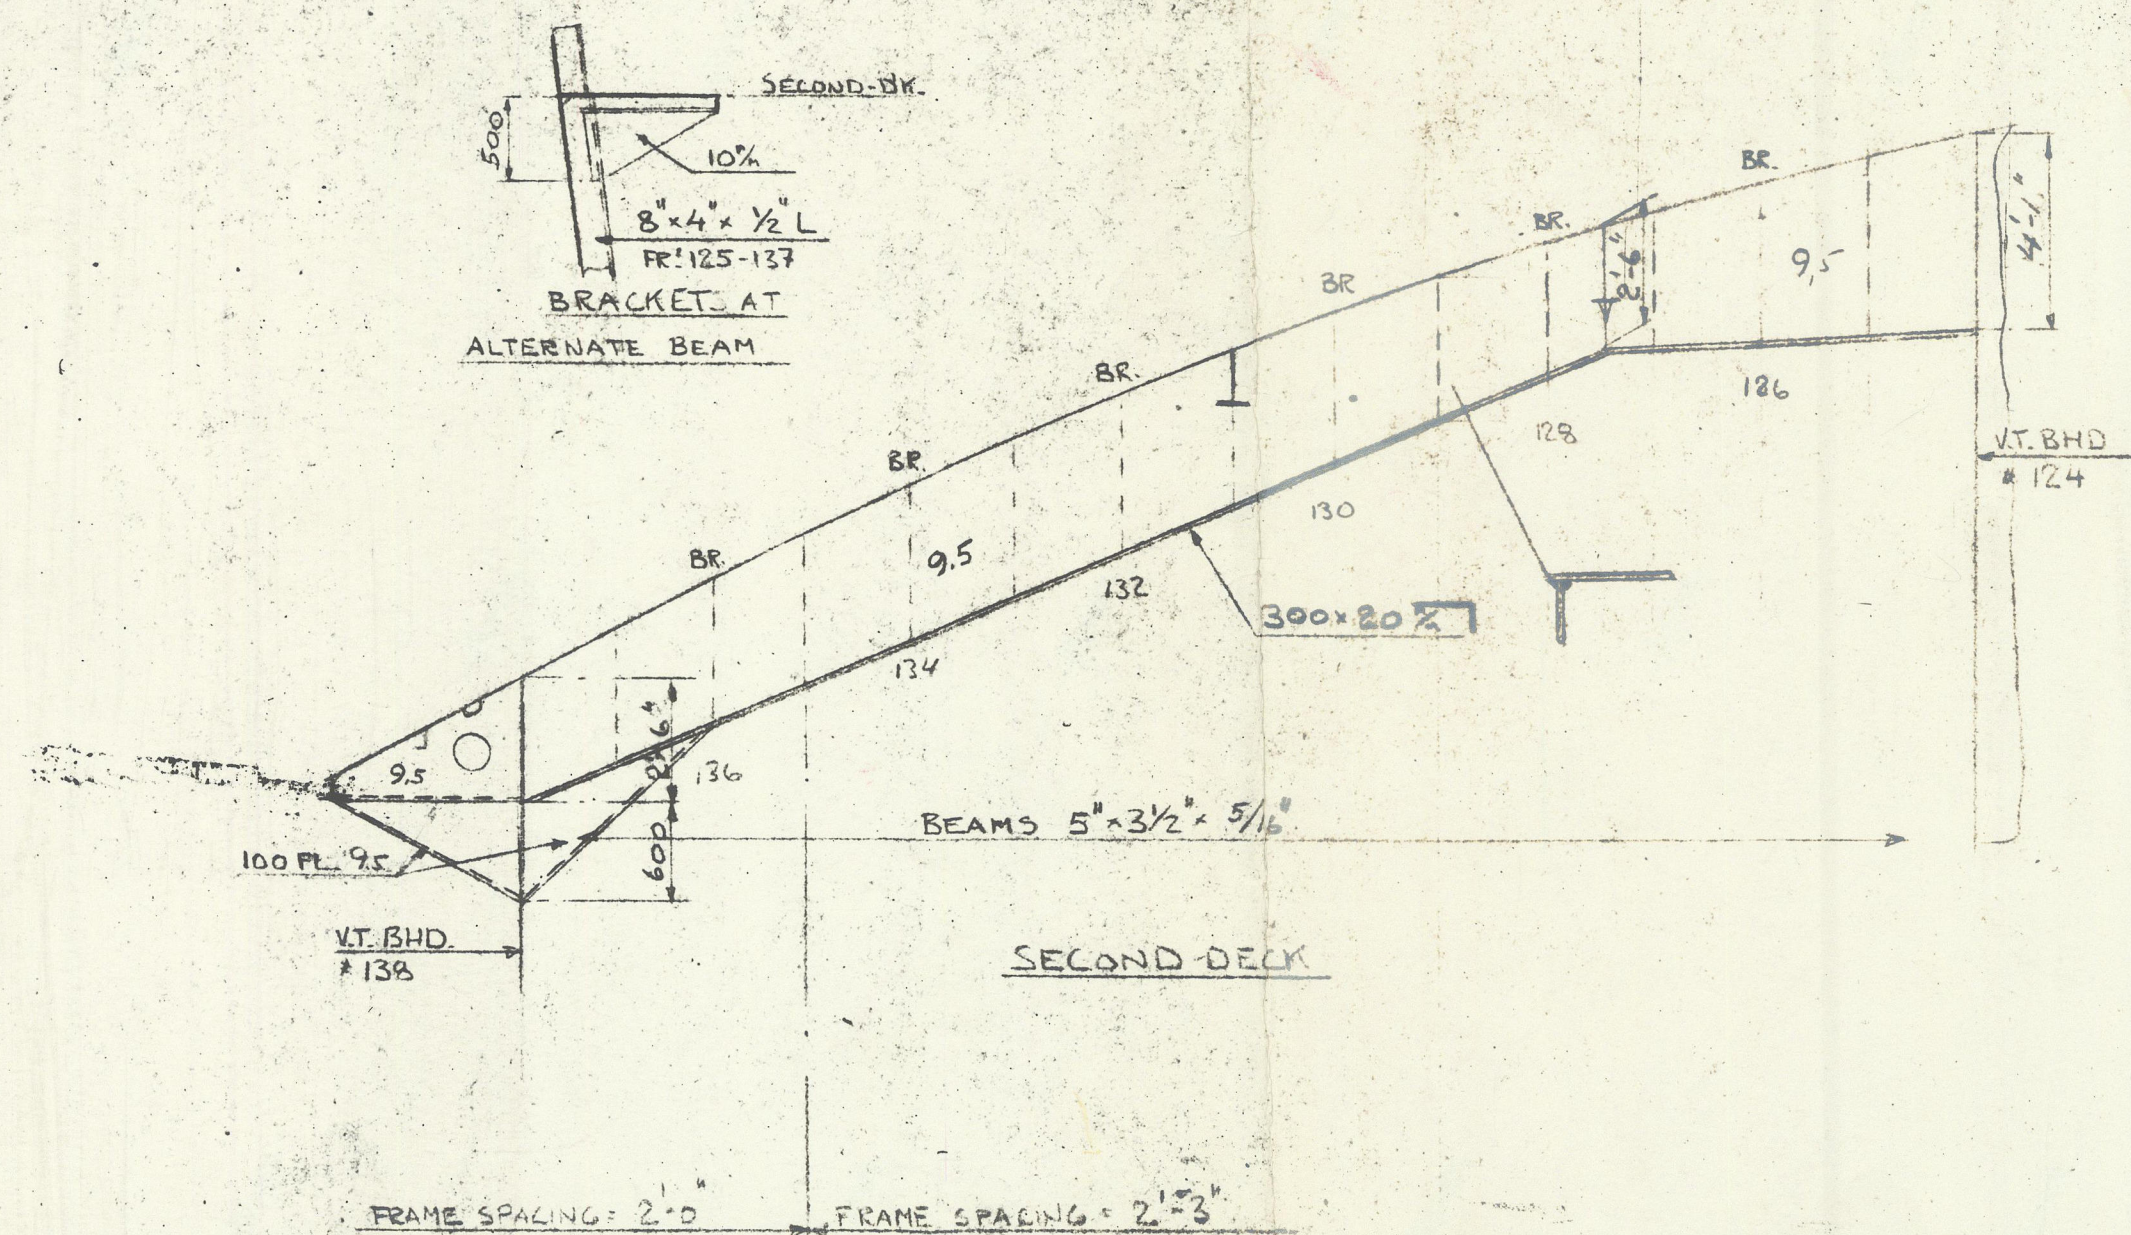 SECOND-DK.
500
10 m/m
8"x4"x 1/2" L
FR: 125-137
BRACKET AT
ALTERNATE BEAM
BR.
BR.
BR
BR.
BR.
BR.
2'-6"
9,5
4'-1"
126
128
V.T. BHD
# 124
130
9.5
132
300x20 m/m
134
2'-6"
136
9.5
600
BEAMS 5"x3 1/2"x 5/16"
100 FL. 9.5
V.T. BHD.
# 138
SECOND DECK
FRAME SPACING = 2'-0"
FRAME SPACING = 2'-3"